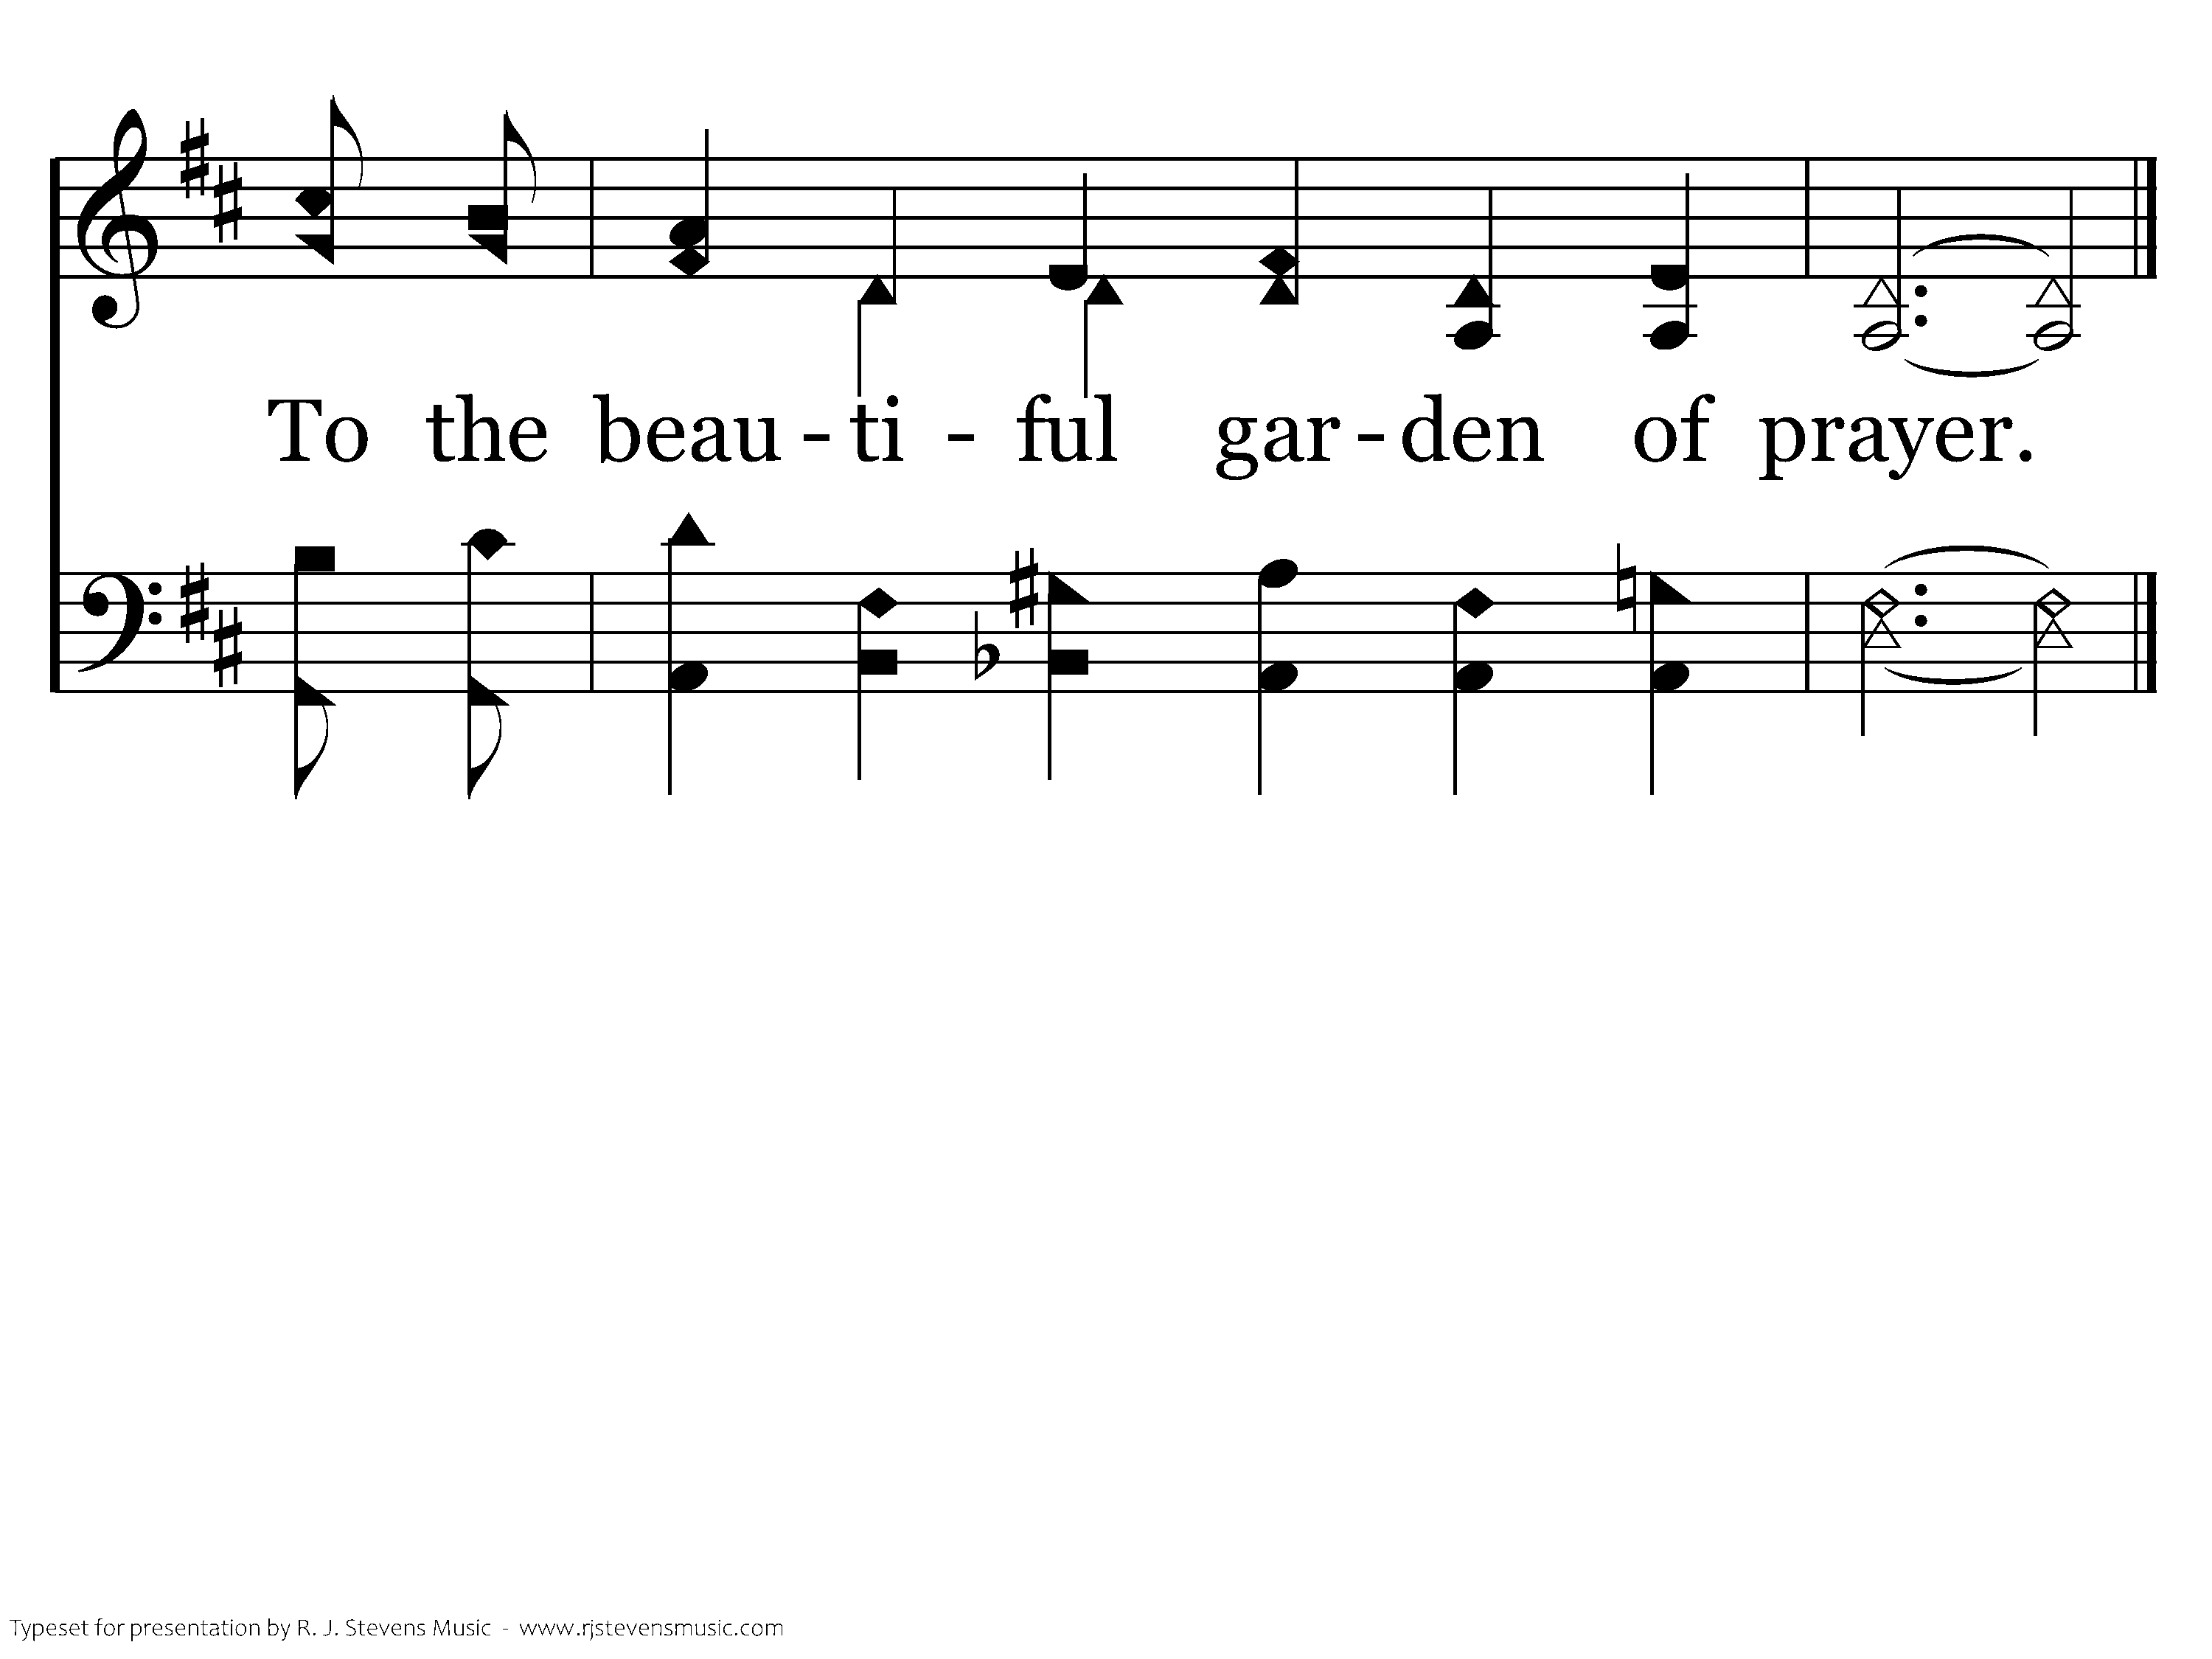 To the beau - ti - ful gar - den of prayer.
Typeset for presentation by R. J. Stevens Music - www.rjstevensmusic.com